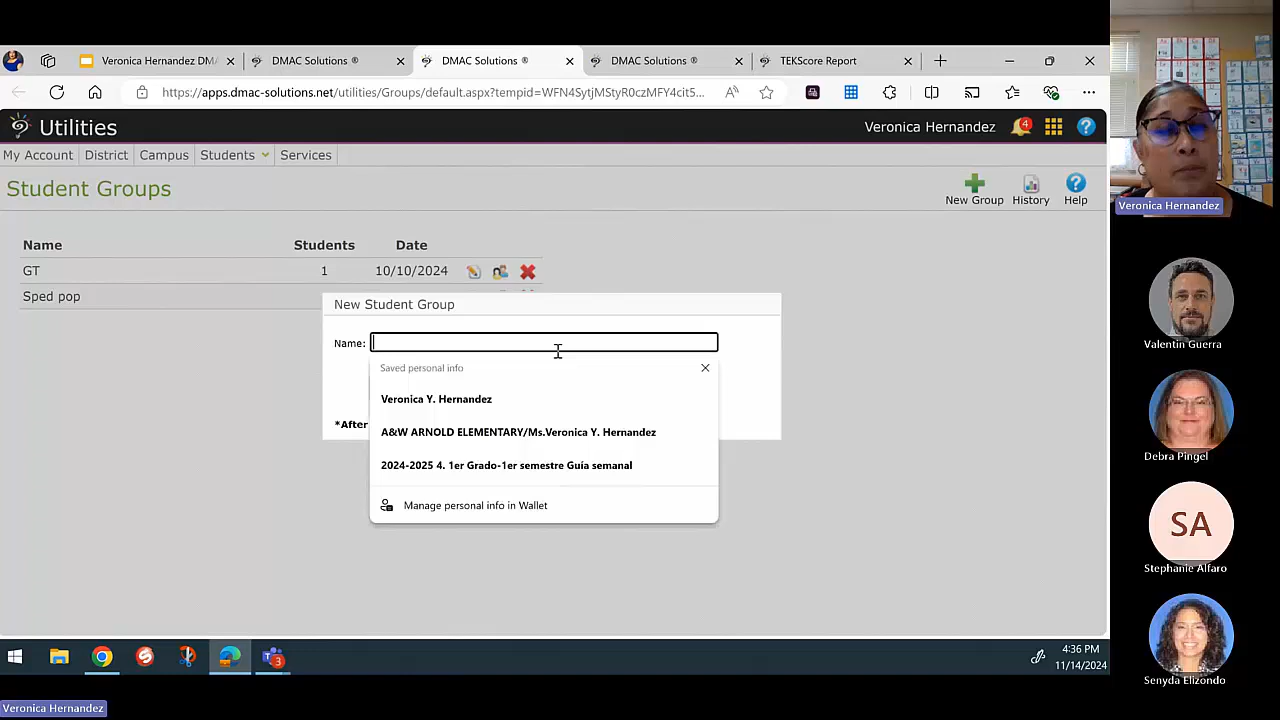 Veronica Hernandez DMA
DMAC Solutions ®
DMAC Solutions ®
DMAC Solutions ®
TEKScore Report
https://apps.dmac-solutions.net/utilities/Groups/default.aspx?tempid=WFN4SytjMStyR0czMFY4cit5...
Utilities
Veronica Hernandez
4
My Account
District
Campus
Students
Services
Student Groups
New Group
History
Help
Name
Students
Date
GT
1
10/10/2024
Sped pop
New Student Group
Name:
Saved personal info
Veronica Y. Hernandez
A&W ARNOLD ELEMENTARY/Ms.Veronica Y. Hernandez
*After
2024-2025 4. 1er Grado-1er semestre Guía semanal
Manage personal info in Wallet
Veronica Hernandez
Valentin Guerra
Debra Pingel
SA
Stephanie Alfaro
Senyda Elizondo
3
4:36 PM
11/14/2024
Veronica Hernandez